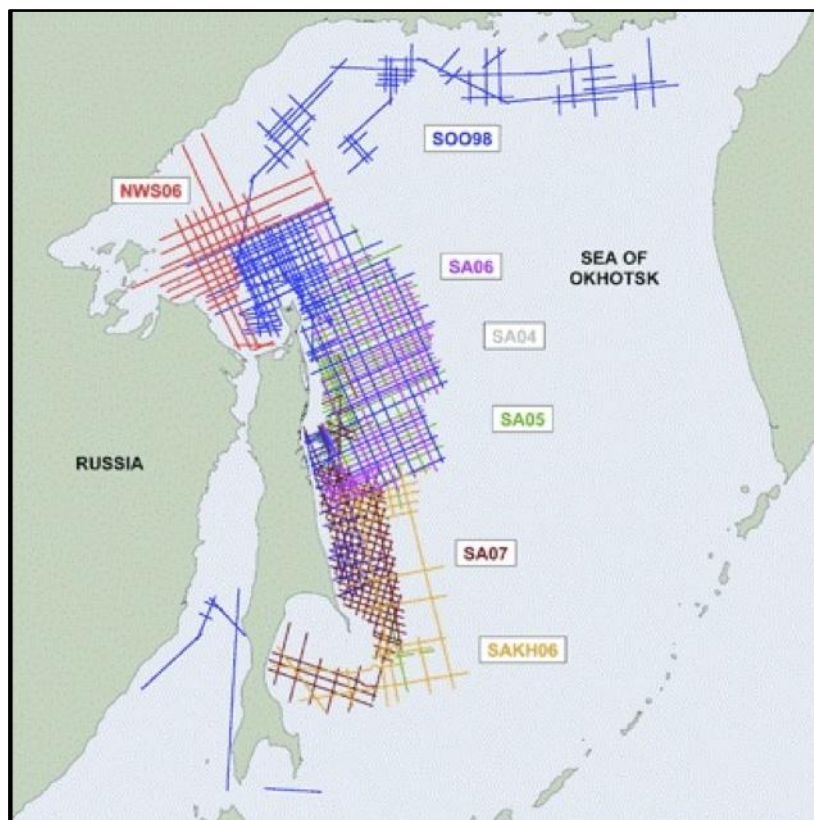 SOO98
NWS06
SEA OF
OKHOTSK
SA06
SA04
SA05
RUSSIA
SA07
SAKH06